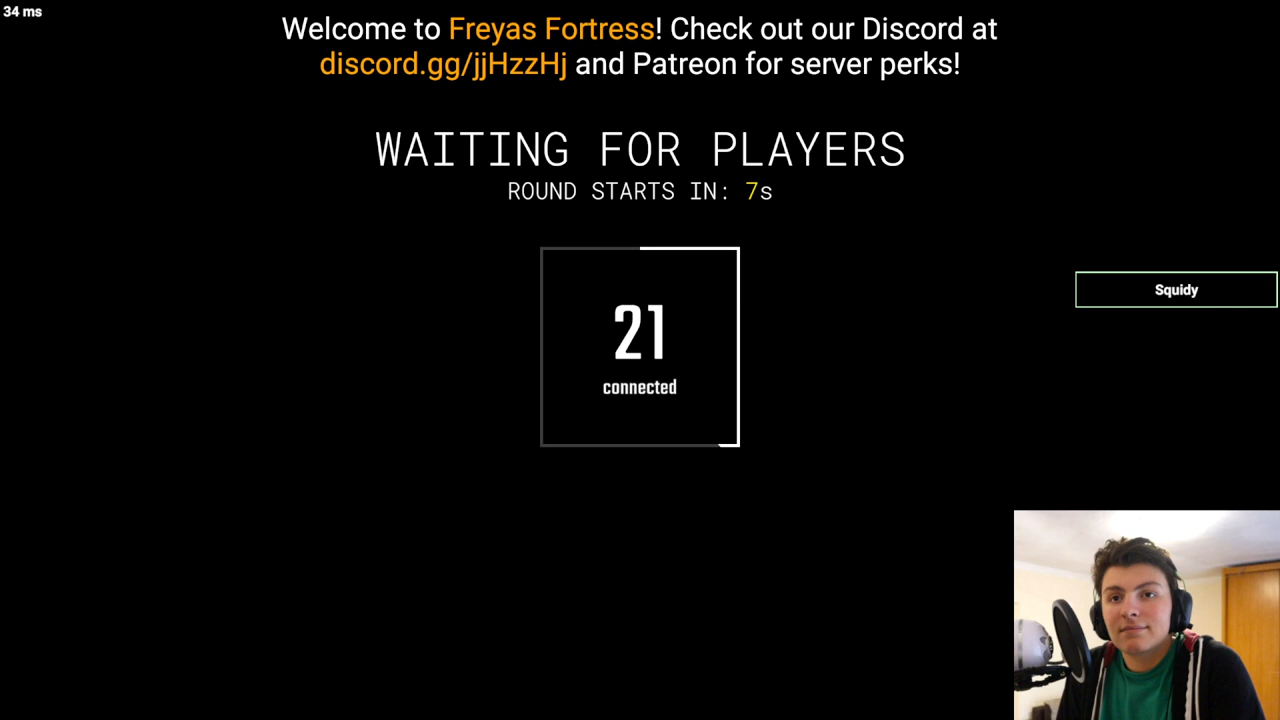 34 ms
Welcome to Freyas Fortress! Check out our Discord at
discord.gg/jjHzzHj and Patreon for server perks!
WAITING FOR PLAYERS
ROUND STARTS IN: 7s
21
connected
Squidy